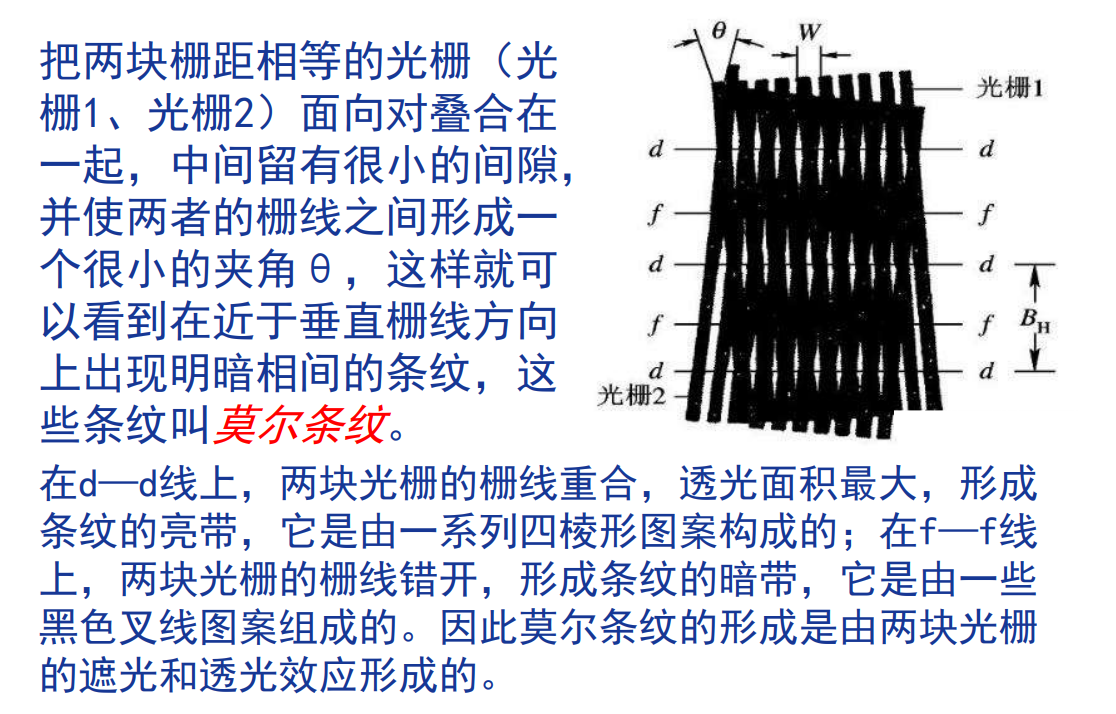 把两块栅距相等的光栅（光
栅1、光栅2）面向对叠合在
一起，中间留有很小的间隙，
并使两者的栅线之间形成一
个很小的夹角θ，这样就可
以看到在近于垂直栅线方向
上出现明暗相间的条纹，这
些条纹叫莫尔条纹。
θ W
光栅1
d d
f f
d d
f f B_H
d d
光栅2
在d—d线上，两块光栅的栅线重合，透光面积最大，形成
条纹的亮带，它是由一系列四棱形图案构成的；在f—f线
上，两块光栅的栅线错开，形成条纹的暗带，它是由一些
黑色叉线图案组成的。因此莫尔条纹的形成是由两块光栅
的遮光和透光效应形成的。